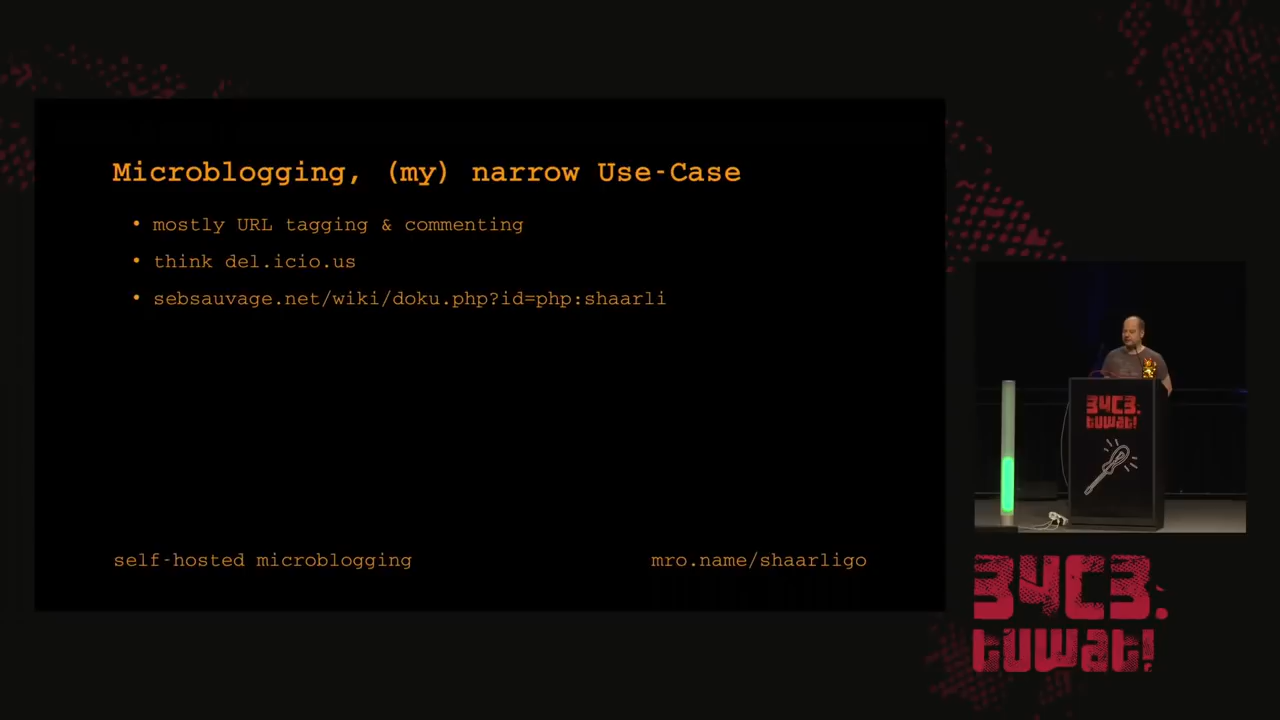 Microblogging, (my) narrow Use-Case
• mostly URL tagging & commenting
• think del.icio.us
• sebsauvage.net/wiki/doku.php?id=php:shaarli
self-hosted microblogging
mro.name/shaarligo
34C3.
tuwat!
34C3.
tuwat!